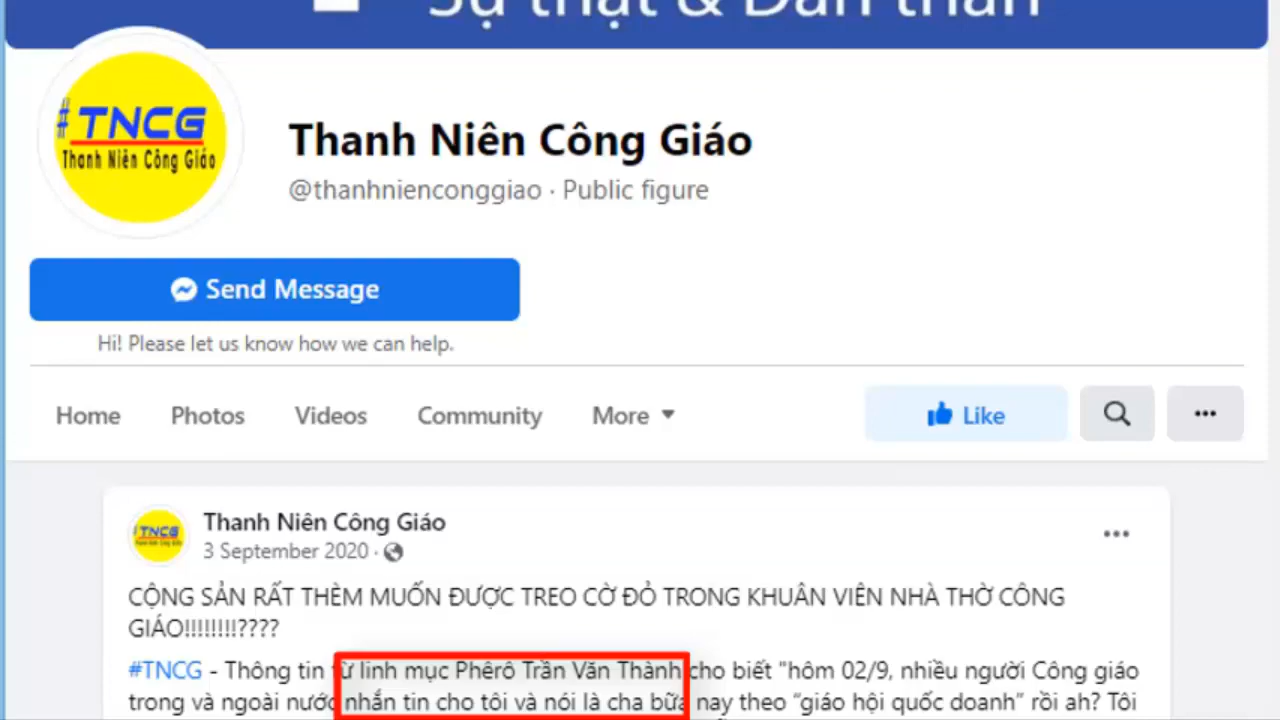 Sự thật & Dấn thân
#TNCG
Thanh Niên Công Giáo
Thanh Niên Công Giáo
@thanhnienconggiao · Public figure
Send Message
Hi! Please let us know how we can help.
Home Photos Videos Community More Like
#TNCG
Thanh Niên Công Giáo
Thanh Niên Công Giáo
3 September 2020 ·
CỘNG SẢN RẤT THÈM MUỐN ĐƯỢC TREO CỜ ĐỎ TRONG KHUÂN VIÊN NHÀ THỜ CÔNG
GIÁO!!!!!!!!????
#TNCG - Thông tin từ linh mục Phêrô Trần Văn Thành cho biết "hôm 02/9, nhiều người Công giáo
trong và ngoài nước nhắn tin cho tôi và nói là cha bữa nay theo “giáo hội quốc doanh” rồi ah? Tôi